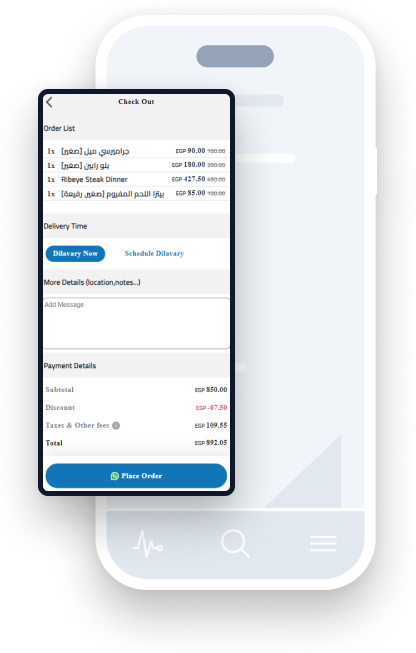 Check Out
Order List
1x جراميرسي ميل [صغير] EGP 90.00 100.00
1x بلو رابين [صغير] EGP 180.00 200.00
1x Ribeye Steak Dinner EGP 427.50 450.00
1x بيتزا اللحم المفروم [صغير, رفيعة] EGP 85.00 100.00
Delivery Time
Dilavary Now Schedule Dilavary
More Details (location,notes...)
Add Message
Payment Details
Subtotal EGP 850.00
Discount EGP -67.50
Taxes & Other fees i EGP 109.55
Total EGP 892.05
Place Order